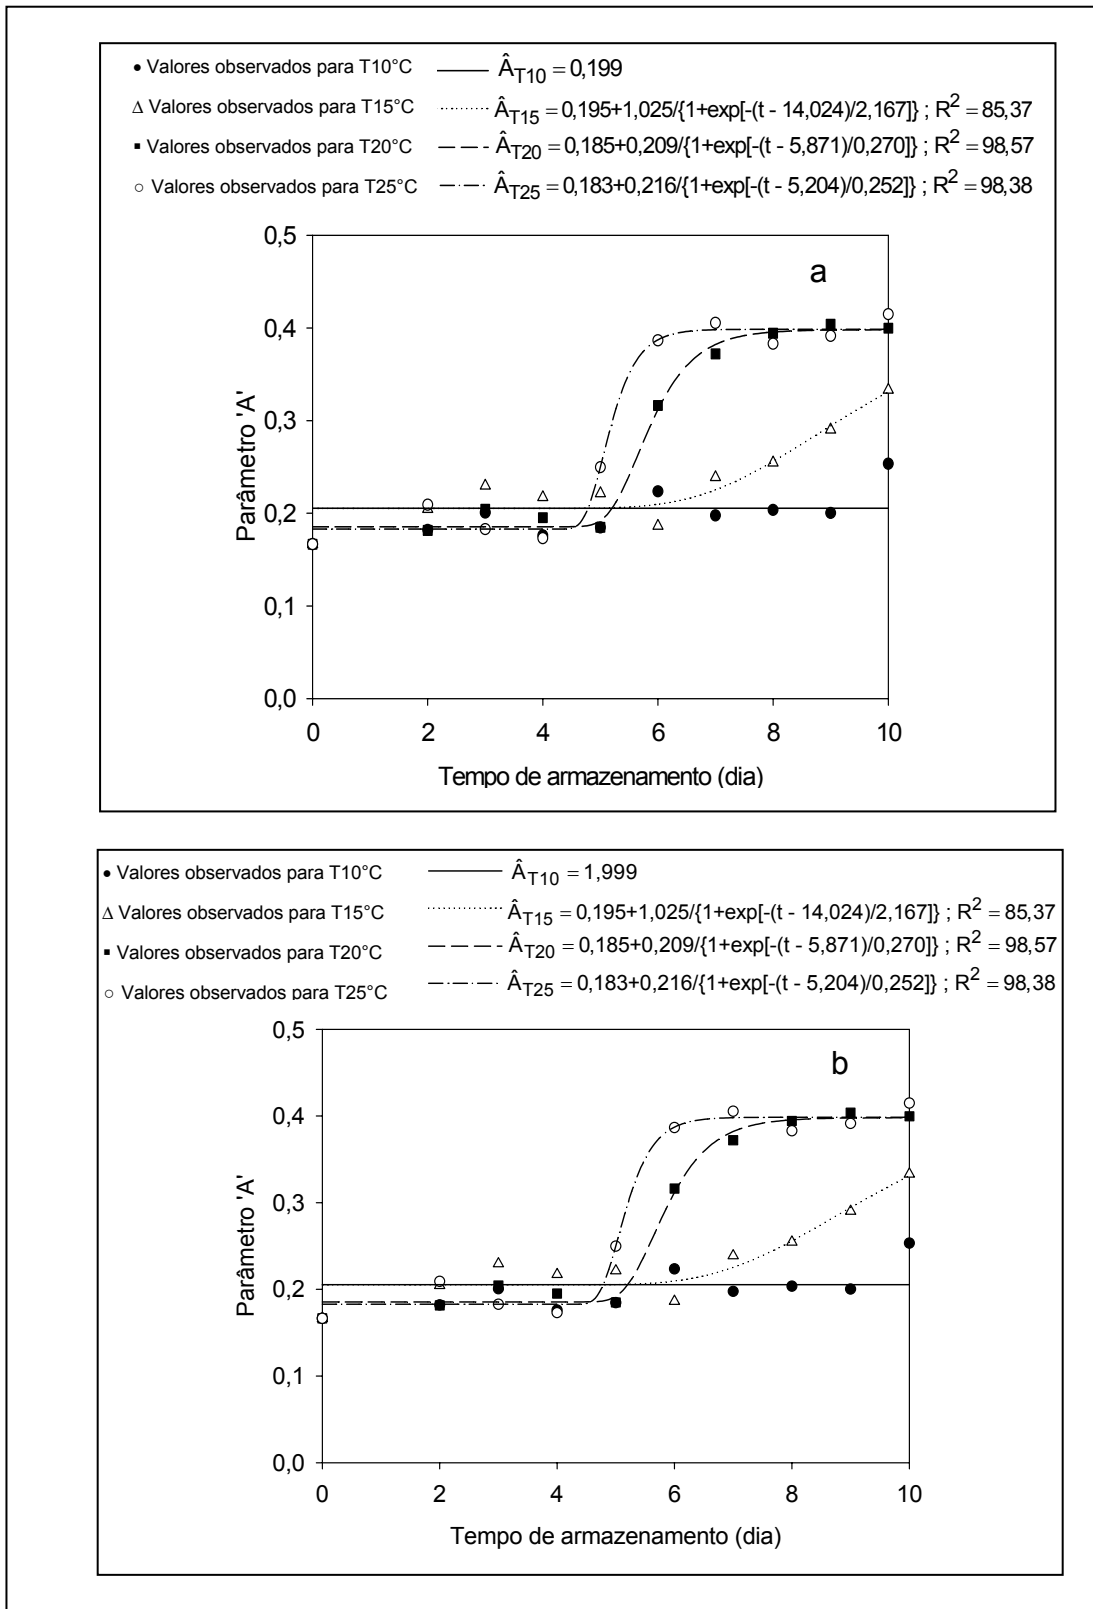 • Valores observados para T10°C Â_T10 = 0,199
△ Valores observados para T15°C Â_T15 = 0,195+1,025/{1+exp[-(t - 14,024)/2,167]} ; R² = 85,37
■ Valores observados para T20°C Â_T20 = 0,185+0,209/{1+exp[-(t - 5,871)/0,270]} ; R² = 98,57
○ Valores observados para T25°C Â_T25 = 0,183+0,216/{1+exp[-(t - 5,204)/0,252]} ; R² = 98,38
a
Parâmetro 'A'
0,5
0,4
0,3
0,2
0,1
0,0
0 2 4 6 8 10
Tempo de armazenamento (dia)
• Valores observados para T10°C Â_T10 = 1,999
△ Valores observados para T15°C Â_T15 = 0,195+1,025/{1+exp[-(t - 14,024)/2,167]} ; R² = 85,37
■ Valores observados para T20°C Â_T20 = 0,185+0,209/{1+exp[-(t - 5,871)/0,270]} ; R² = 98,57
○ Valores observados para T25°C Â_T25 = 0,183+0,216/{1+exp[-(t - 5,204)/0,252]} ; R² = 98,38
b
Parâmetro 'A'
0,5
0,4
0,3
0,2
0,1
0,0
0 2 4 6 8 10
Tempo de armazenamento (dia)